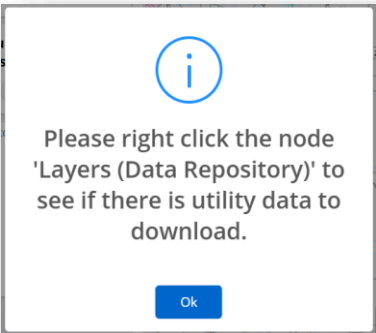 Please right click the node
'Layers (Data Repository)' to
see if there is utility data to
download.
Ok